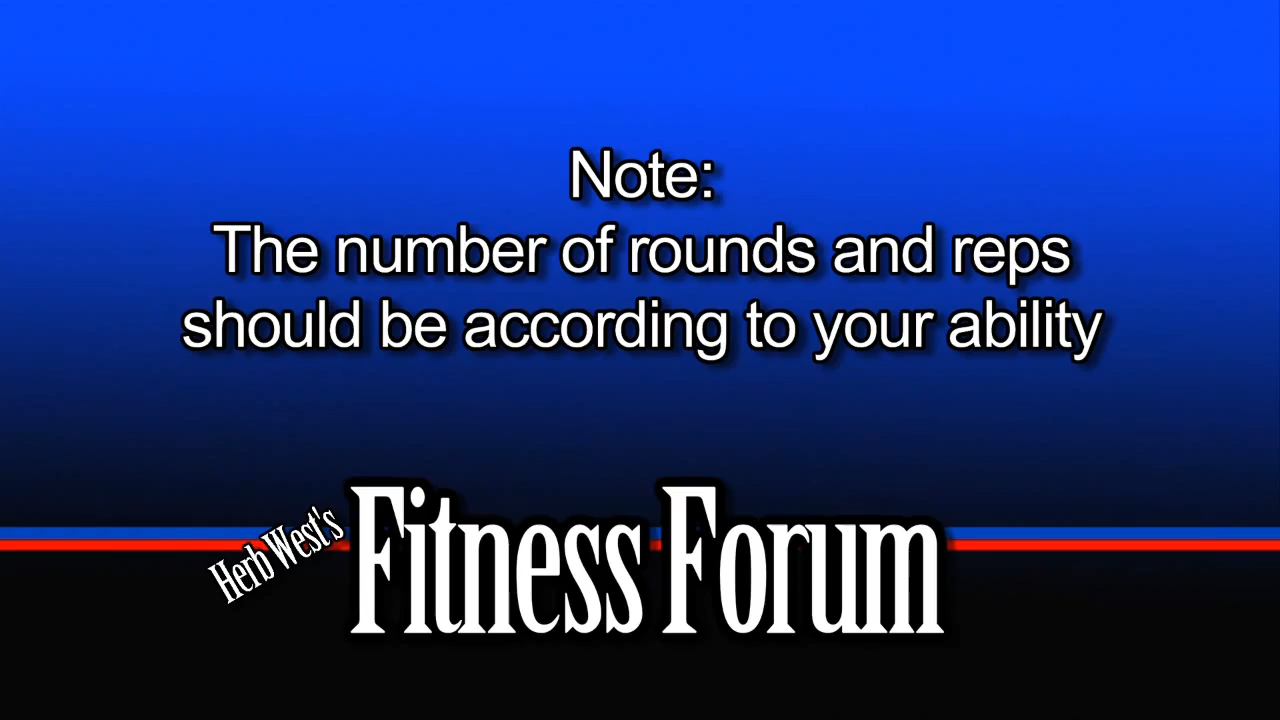 Note:
The number of rounds and reps
should be according to your ability
Herb West's
Fitness Forum